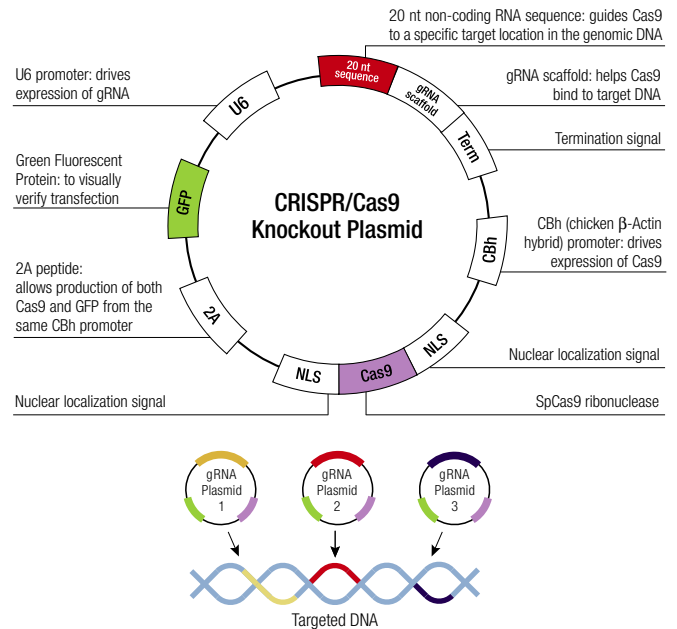 20 nt non-coding RNA sequence: guides Cas9
to a specific target location in the genomic DNA
U6 promoter: drives
expression of gRNA
20 nt
sequence
gRNA
scaffold
gRNA scaffold: helps Cas9
bind to target DNA
U6
Term
Termination signal
Green Fluorescent
Protein: to visually
verify transfection
GFP
CRISPR/Cas9
Knockout Plasmid
CBh
CBh (chicken β-Actin
hybrid) promoter: drives
expression of Cas9
2A peptide:
allows production of both
Cas9 and GFP from the
same CBh promoter
2A
NLS
Nuclear localization signal
NLS
Cas9
Nuclear localization signal
SpCas9 ribonuclease
gRNA
Plasmid
1
gRNA
Plasmid
2
gRNA
Plasmid
3
Targeted DNA